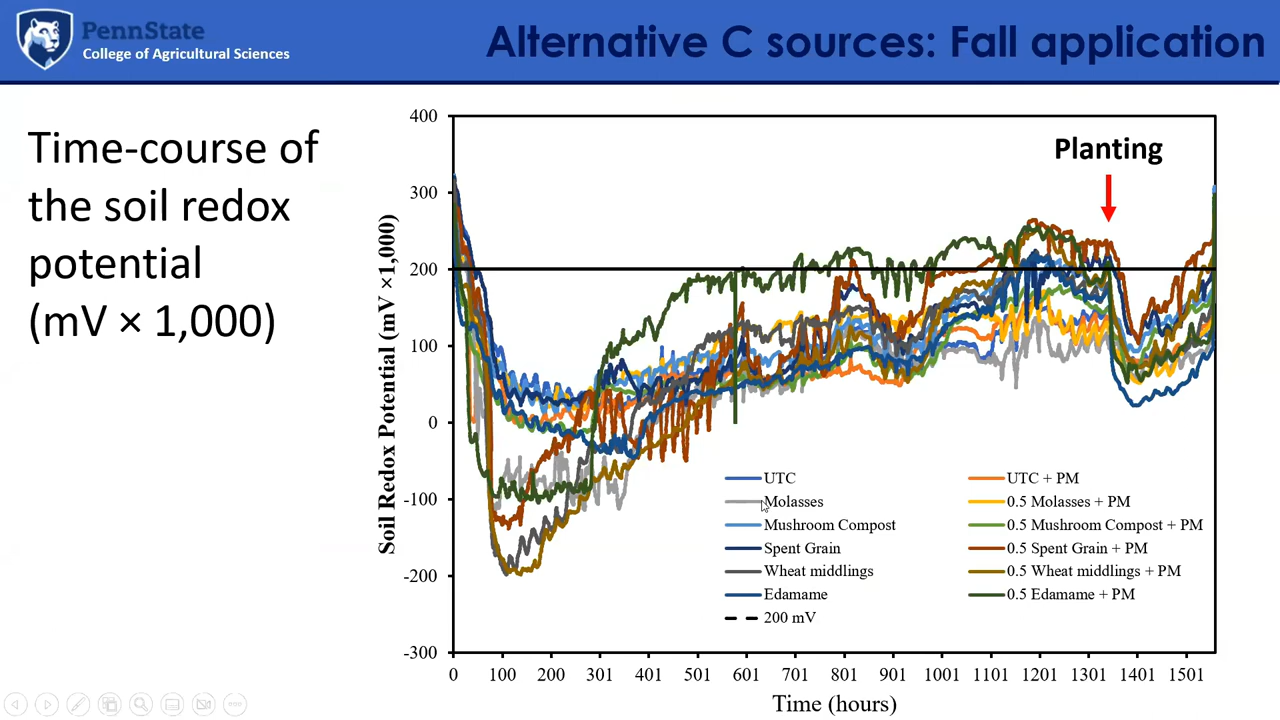 PennState
College of Agricultural Sciences
Alternative C sources: Fall application
Time-course of
the soil redox
potential
(mV × 1,000)
Soil Redox Potential (mV ×1,000)
400
300
200
100
0
-100
-200
-300
Planting
UTC
UTC + PM
Molasses
0.5 Molasses + PM
Mushroom Compost
0.5 Mushroom Compost + PM
Spent Grain
0.5 Spent Grain + PM
Wheat middlings
0.5 Wheat middlings + PM
Edamame
0.5 Edamame + PM
200 mV
0 100 200 301 401 501 601 701 801 901 1001 1101 1201 1301 1401 1501
Time (hours)